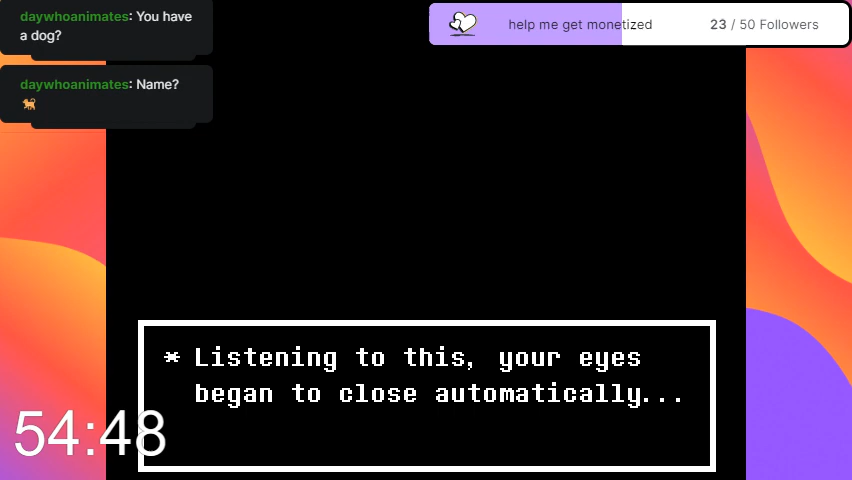 daywhoanimates: You have
a dog?
daywhoanimates: Name?
help me get monetized
23 / 50 Followers
* Listening to this, your eyes
began to close automatically...
54:48